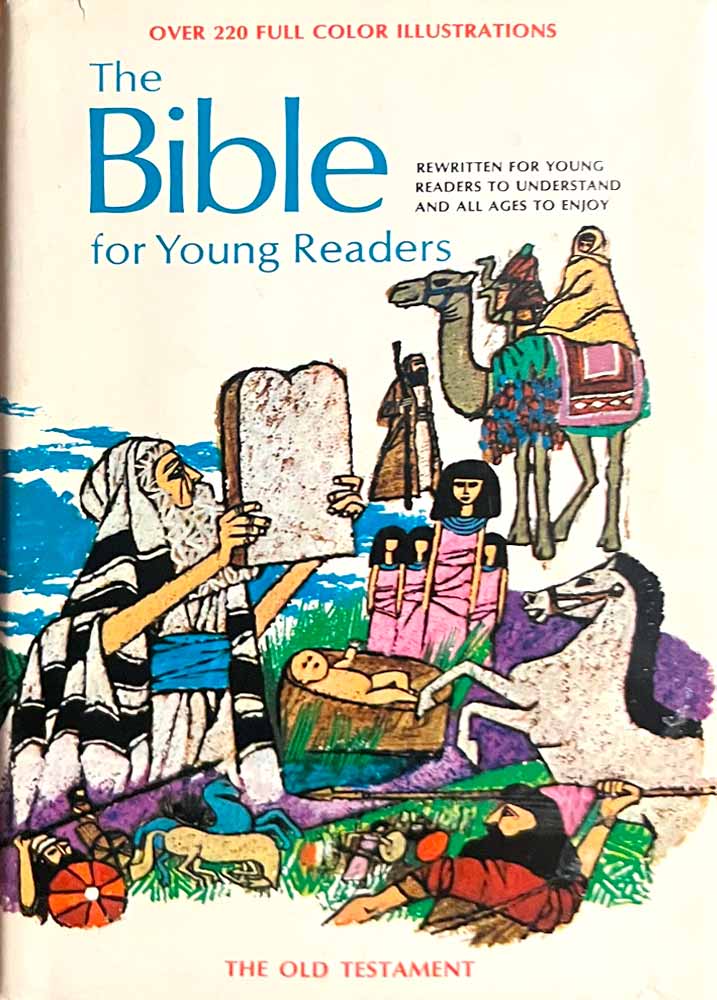 OVER 220 FULL COLOR ILLUSTRATIONS
The
Bible
for Young Readers
REWRITTEN FOR YOUNG
READERS TO UNDERSTAND
AND ALL AGES TO ENJOY
THE OLD TESTAMENT